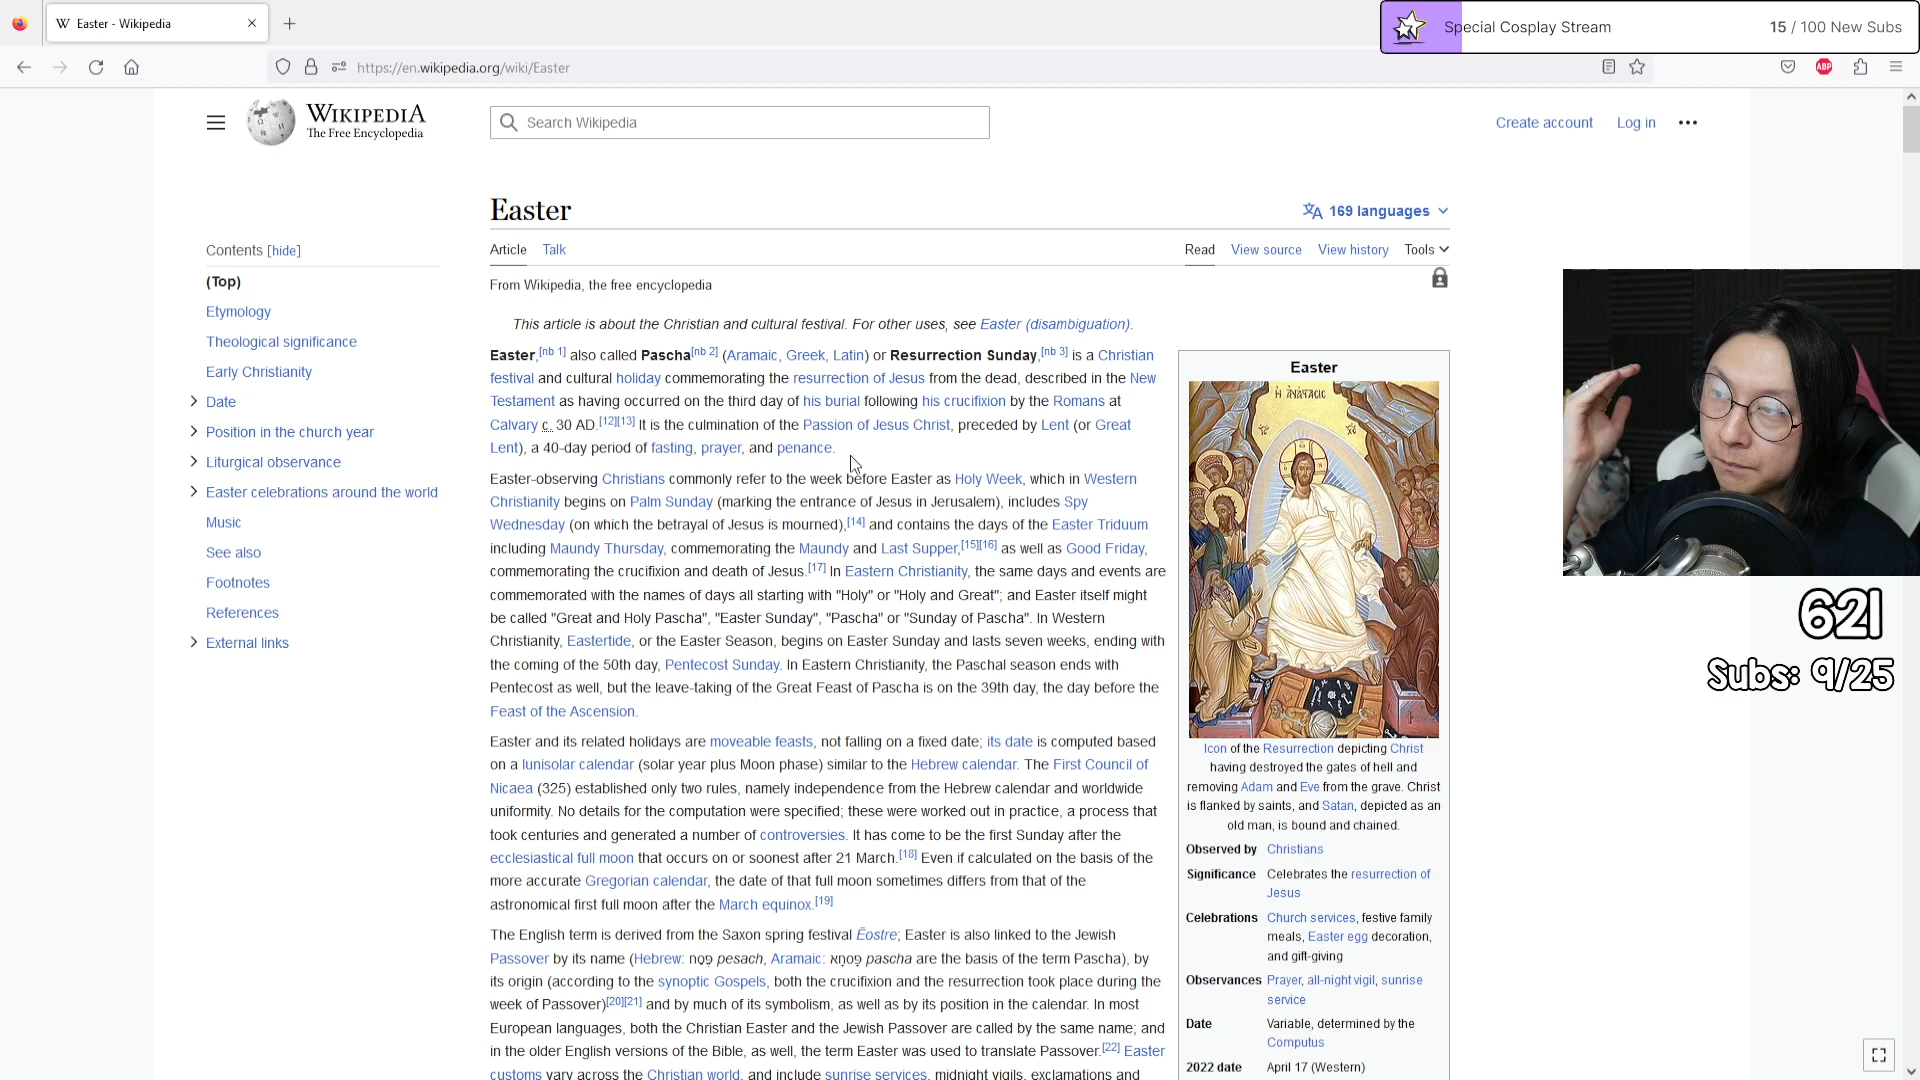 Easter - Wikipedia
Special Cosplay Stream
15 / 100 New Subs
https://en.wikipedia.org/wiki/Easter
ABP
WIKIPEDIA
The Free Encyclopedia
Search Wikipedia
Create account
Log in
Easter
169 languages
Contents [hide]
(Top)
Etymology
Theological significance
Early Christianity
Date
Position in the church year
Liturgical observance
Easter celebrations around the world
Music
See also
Footnotes
References
External links
Article
Talk
Read
View source
View history
Tools
From Wikipedia, the free encyclopedia
This article is about the Christian and cultural festival. For other uses, see Easter (disambiguation).
Easter,[nb 1] also called Pascha[nb 2] (Aramaic, Greek, Latin) or Resurrection Sunday,[nb 3] is a Christian
festival and cultural holiday commemorating the resurrection of Jesus from the dead, described in the New
Testament as having occurred on the third day of his burial following his crucifixion by the Romans at
Calvary c. 30 AD.[12][13] It is the culmination of the Passion of Jesus Christ, preceded by Lent (or Great
Lent), a 40-day period of fasting, prayer, and penance.
Easter-observing Christians commonly refer to the week before Easter as Holy Week, which in Western
Christianity begins on Palm Sunday (marking the entrance of Jesus in Jerusalem), includes Spy
Wednesday (on which the betrayal of Jesus is mourned),[14] and contains the days of the Easter Triduum
including Maundy Thursday, commemorating the Maundy and Last Supper,[15][16] as well as Good Friday,
commemorating the crucifixion and death of Jesus.[17] In Eastern Christianity, the same days and events are
commemorated with the names of days all starting with "Holy" or "Holy and Great"; and Easter itself might
be called "Great and Holy Pascha", "Easter Sunday", "Pascha" or "Sunday of Pascha". In Western
Christianity, Eastertide, or the Easter Season, begins on Easter Sunday and lasts seven weeks, ending with
the coming of the 50th day, Pentecost Sunday. In Eastern Christianity, the Paschal season ends with
Pentecost as well, but the leave-taking of the Great Feast of Pascha is on the 39th day, the day before the
Feast of the Ascension.
Easter and its related holidays are moveable feasts, not falling on a fixed date; its date is computed based
on a lunisolar calendar (solar year plus Moon phase) similar to the Hebrew calendar. The First Council of
Nicaea (325) established only two rules, namely independence from the Hebrew calendar and worldwide
uniformity. No details for the computation were specified; these were worked out in practice, a process that
took centuries and generated a number of controversies. It has come to be the first Sunday after the
ecclesiastical full moon that occurs on or soonest after 21 March.[18] Even if calculated on the basis of the
more accurate Gregorian calendar, the date of that full moon sometimes differs from that of the
astronomical first full moon after the March equinox.[19]
The English term is derived from the Saxon spring festival Ēostre; Easter is also linked to the Jewish
Passover by its name (Hebrew: פֶּסַח pesach, Aramaic: פָּסחָא pascha are the basis of the term Pascha), by
its origin (according to the synoptic Gospels, both the crucifixion and the resurrection took place during the
week of Passover)[20][21] and by much of its symbolism, as well as by its position in the calendar. In most
European languages, both the Christian Easter and the Jewish Passover are called by the same name; and
in the older English versions of the Bible, as well, the term Easter was used to translate Passover.[22] Easter
customs vary across the Christian world, and include sunrise services, midnight vigils, exclamations and
Easter
Icon of the Resurrection depicting Christ
having destroyed the gates of hell and
removing Adam and Eve from the grave. Christ
is flanked by saints, and Satan, depicted as an
old man, is bound and chained.
Observed by Christians
Significance Celebrates the resurrection of
Jesus
Celebrations Church services, festive family
meals, Easter egg decoration,
and gift-giving
Observances Prayer, all-night vigil, sunrise
service
Date Variable, determined by the
Computus
2022 date April 17 (Western)
621
Subs: 9/25